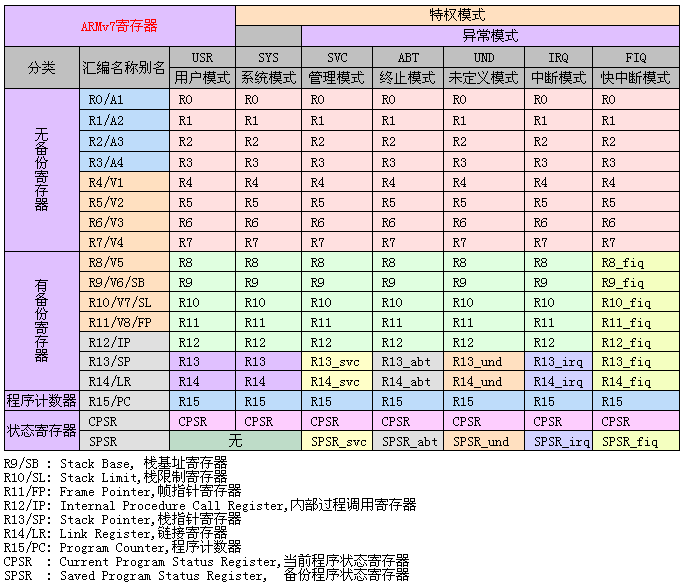 ARMv7寄存器 特权模式
异常模式
分类 汇编名称别名 USR SYS SVC ABT UND IRQ FIQ
用户模式 系统模式 管理模式 终止模式 未定义模式 中断模式 快中断模式
无备份寄存器
R0/A1 R0 R0 R0 R0 R0 R0 R0
R1/A2 R1 R1 R1 R1 R1 R1 R1
R2/A3 R2 R2 R2 R2 R2 R2 R2
R3/A4 R3 R3 R3 R3 R3 R3 R3
R4/V1 R4 R4 R4 R4 R4 R4 R4
R5/V2 R5 R5 R5 R5 R5 R5 R5
R6/V3 R6 R6 R6 R6 R6 R6 R6
R7/V4 R7 R7 R7 R7 R7 R7 R7
有备份寄存器
R8/V5 R8 R8 R8 R8 R8 R8 R8_fiq
R9/V6/SB R9 R9 R9 R9 R9 R9 R9_fiq
R10/V7/SL R10 R10 R10 R10 R10 R10 R10_fiq
R11/V8/FP R11 R11 R11 R11 R11 R11 R11_fiq
R12/IP R12 R12 R12 R12 R12 R12 R12_fiq
R13/SP R13 R13 R13_svc R13_abt R13_und R13_irq R13_fiq
R14/LR R14 R14 R14_svc R14_abt R14_und R14_irq R14_fiq
程序计数器 R15/PC R15 R15 R15 R15 R15 R15 R15
状态寄存器 CPSR CPSR CPSR CPSR CPSR CPSR CPSR CPSR
SPSR 无 SPSR_svc SPSR_abt SPSR_und SPSR_irq SPSR_fiq
R9/SB : Stack Base, 栈基址寄存器
R10/SL: Stack Limit,栈限制寄存器
R11/FP: Frame Pointer,帧指针寄存器
R12/IP: Internal Procedure Call Register,内部过程调用寄存器
R13/SP: Stack Pointer,栈指针寄存器
R14/LR: Link Register,链接寄存器
R15/PC: Program Counter,程序计数器
CPSR : Current Program Status Register,当前程序状态寄存器
SPSR : Saved Program Status Register, 备份程序状态寄存器